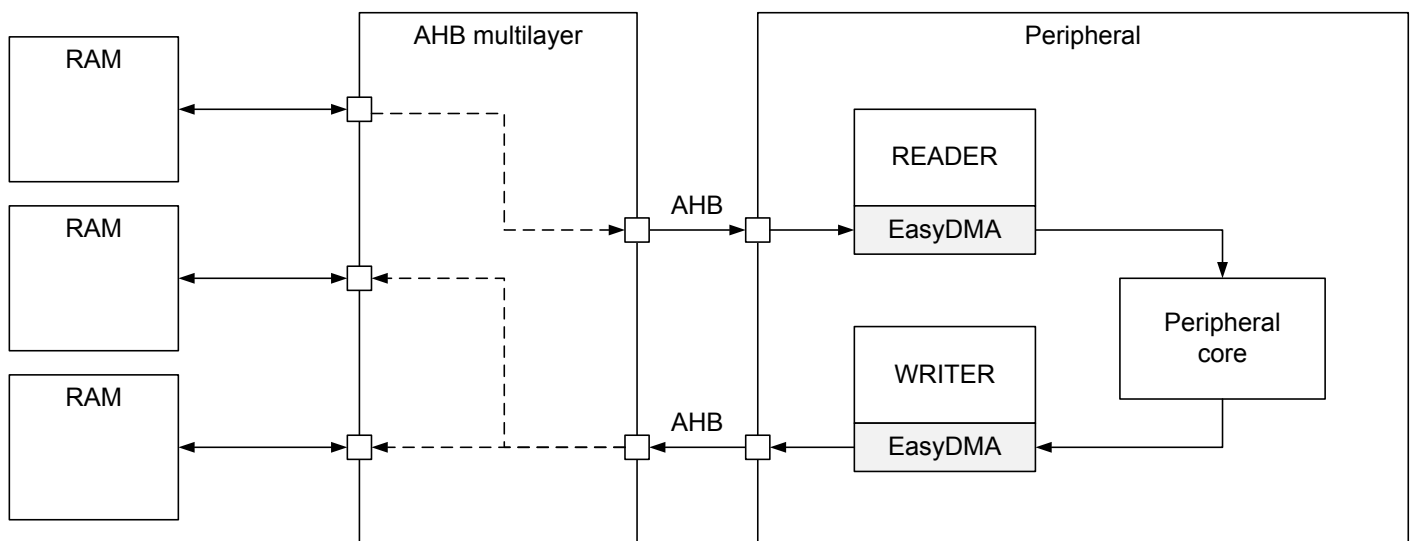 AHB multilayer
Peripheral
RAM
READER
AHB
EasyDMA
RAM
Peripheral
core
WRITER
RAM
AHB
EasyDMA